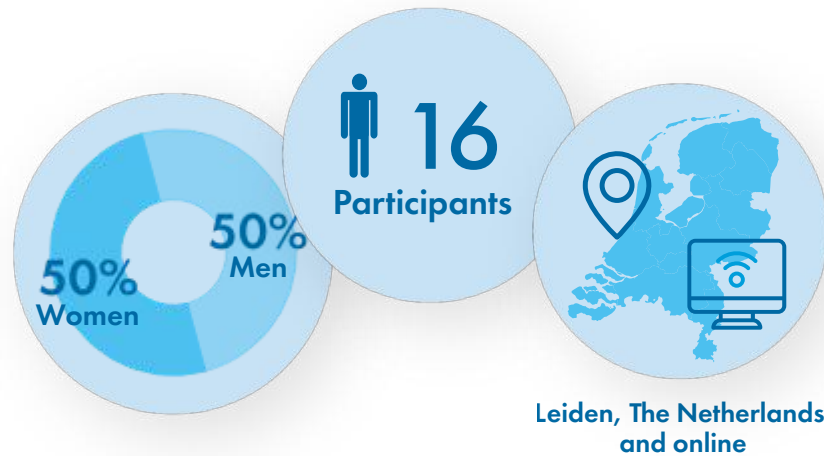 50%
Women
50%
Men
16
Participants
Leiden, The Netherlands
and online